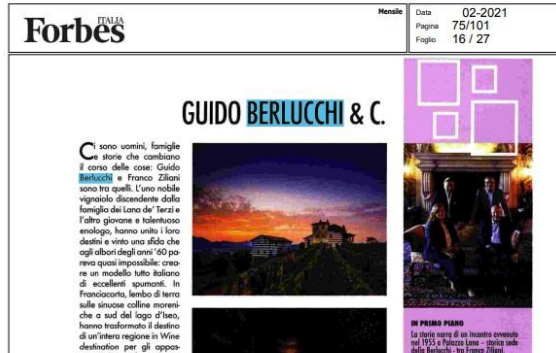 Forbes
ITALIA
Mensile
Data 02-2021
Pagina 75/101
Foglio 16 / 27
GUIDO BERLUCCHI & C.
Ci sono uomini, famiglie
e storie che cambiano
il corso delle cose: Guido
Berlucchi e Franco Ziliani
sono tra quelli. L'uno nobile
vignaiolo discendente dalla
famiglia dei Lana de' Terzi e
l'altro giovane e talentuoso
enologo, hanno unito i loro
destini e vinto una sfida che
agli albori degli anni '60 pa-
reva quasi impossibile: crea-
re un modello tutto italiano
di eccellenti spumanti. In
Franciacorta, lembo di terra
sulle sinuose colline moreni-
che a sud del lago d'Iseo,
hanno trasformato il destino
di un'intera regione in Wine
destination per gli appas-
IN PRIMO PIANO
La storia narra di un incontro avvenuto
nel 1955 a Palazzo Lana – storica sede
della Berlucchi - tra Franco Ziliani,